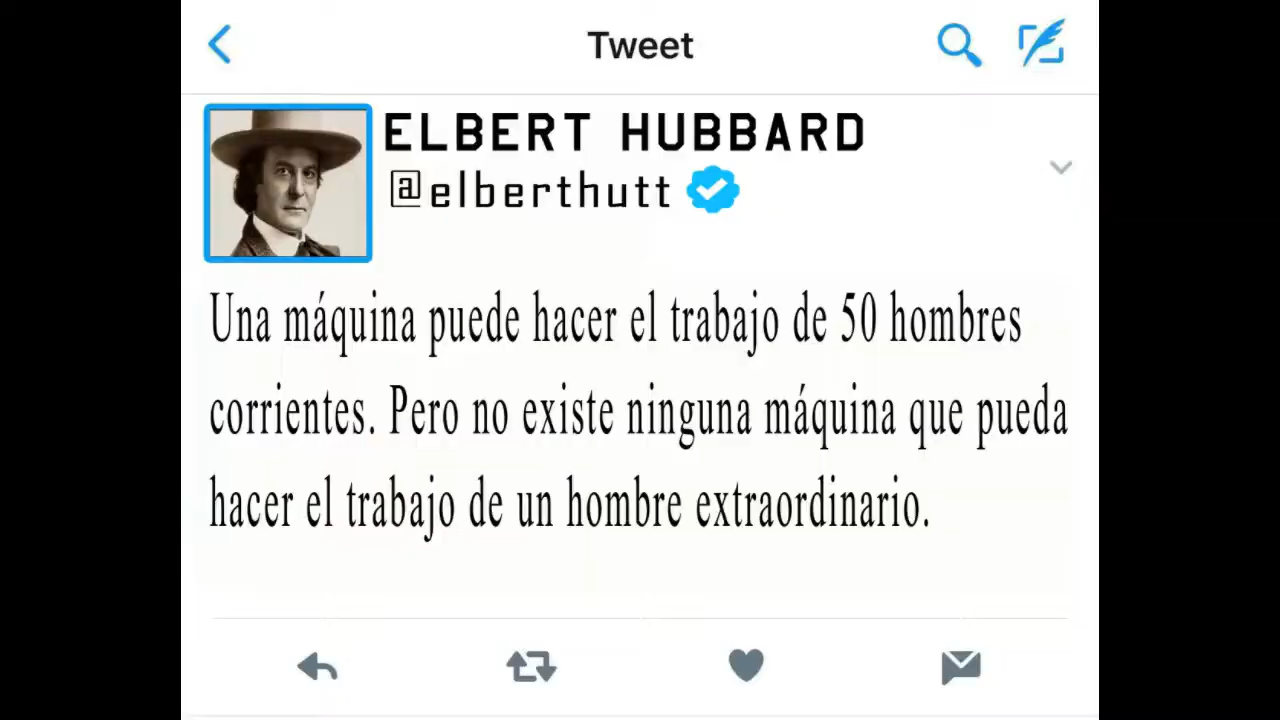 Tweet
ELBERT HUBBARD
@elberthutt
Una máquina puede hacer el trabajo de 50 hombres
corrientes. Pero no existe ninguna máquina que pueda
hacer el trabajo de un hombre extraordinario.